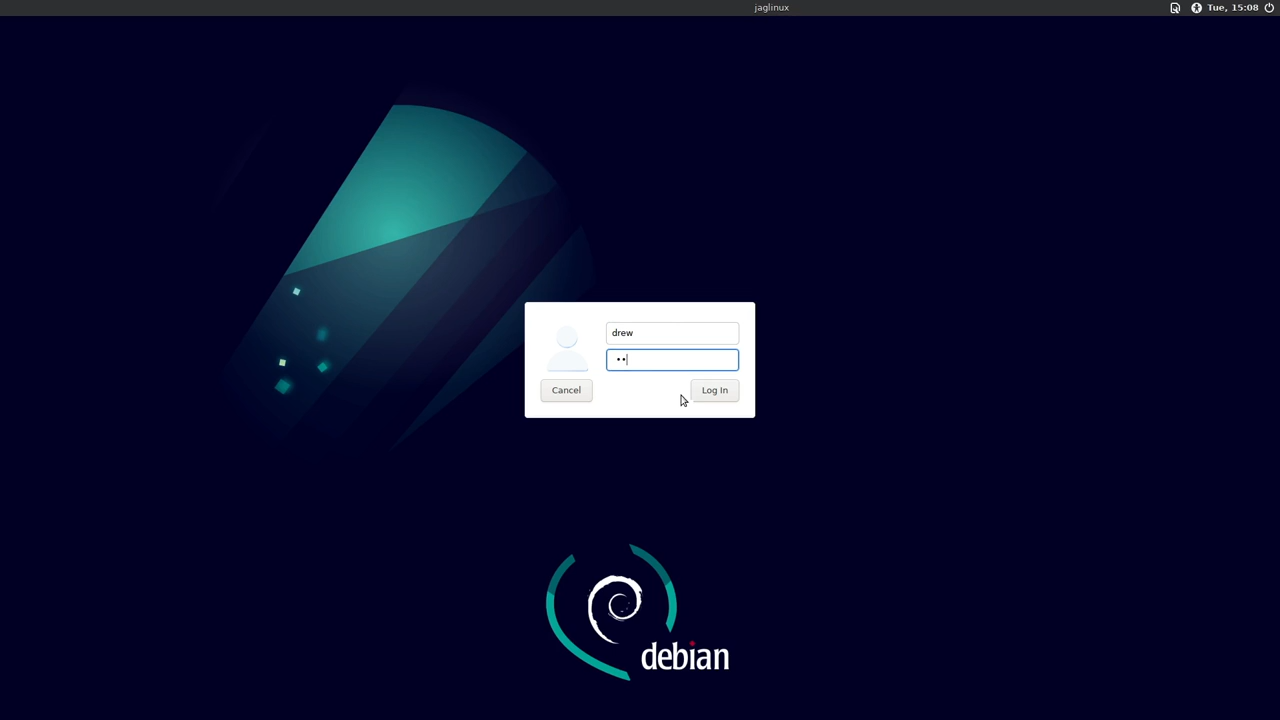 jaglinux
Tue, 15:08
drew
••
Cancel
Log In
debian